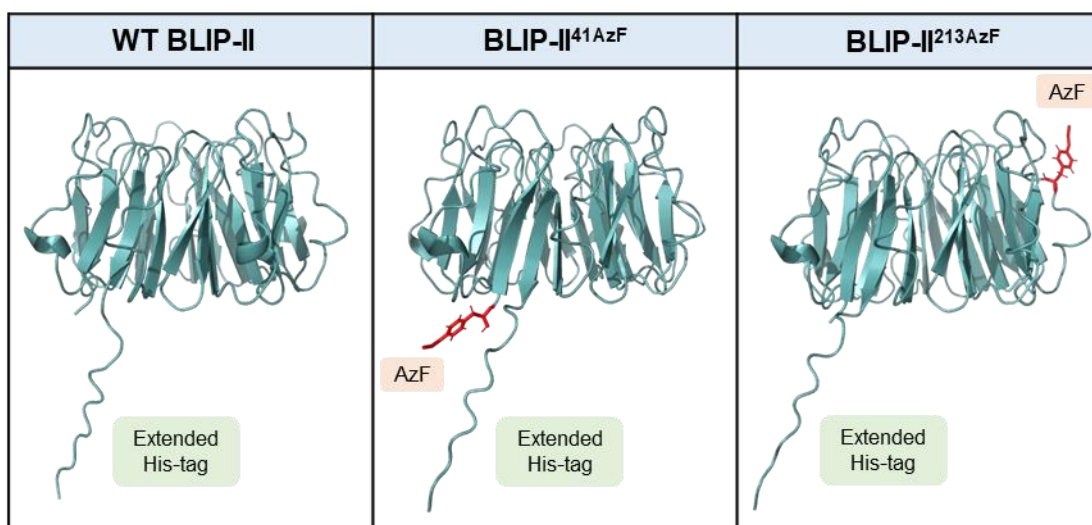 WT BLIP-II
BLIP-II41AzF
BLIP-II213AzF
AzF
AzF
Extended
His-tag
Extended
His-tag
Extended
His-tag